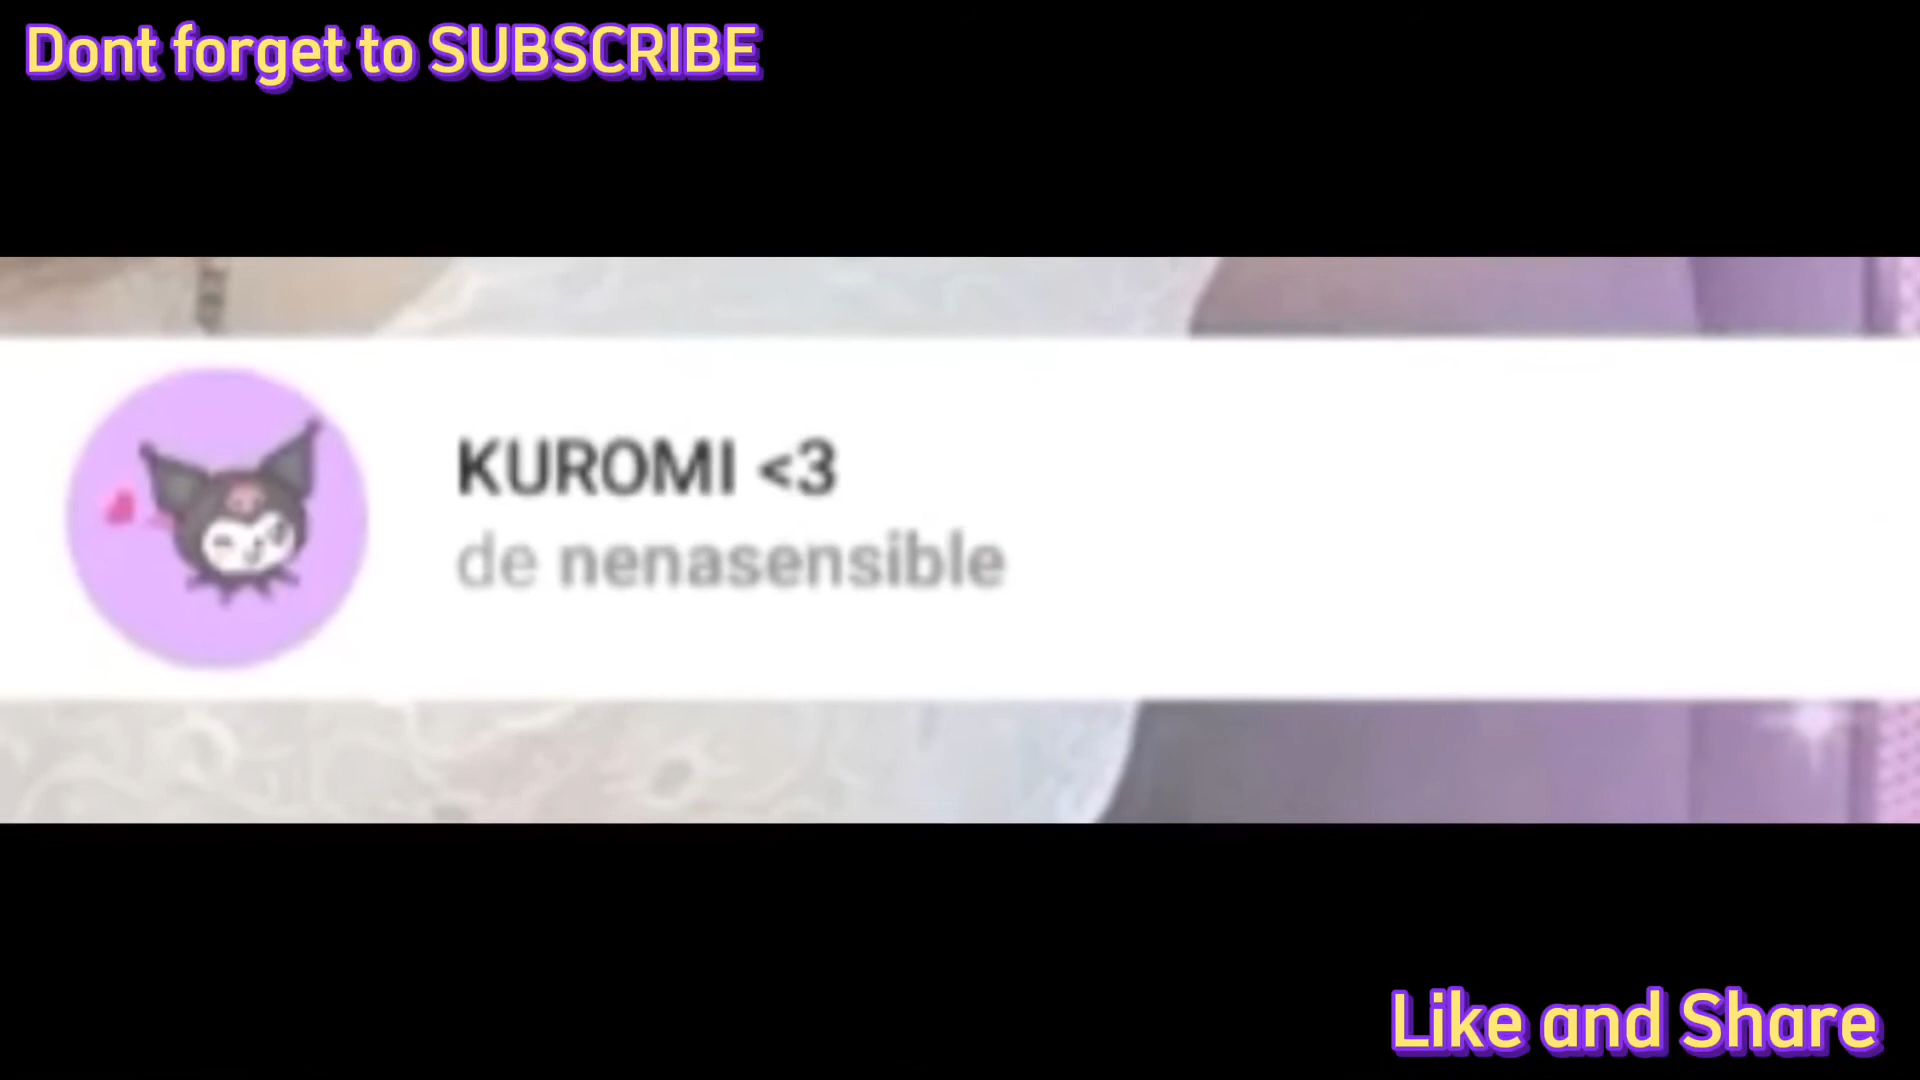 Dont forget to SUBSCRIBE
KUROMI <3
de nenasensible
Like and Share